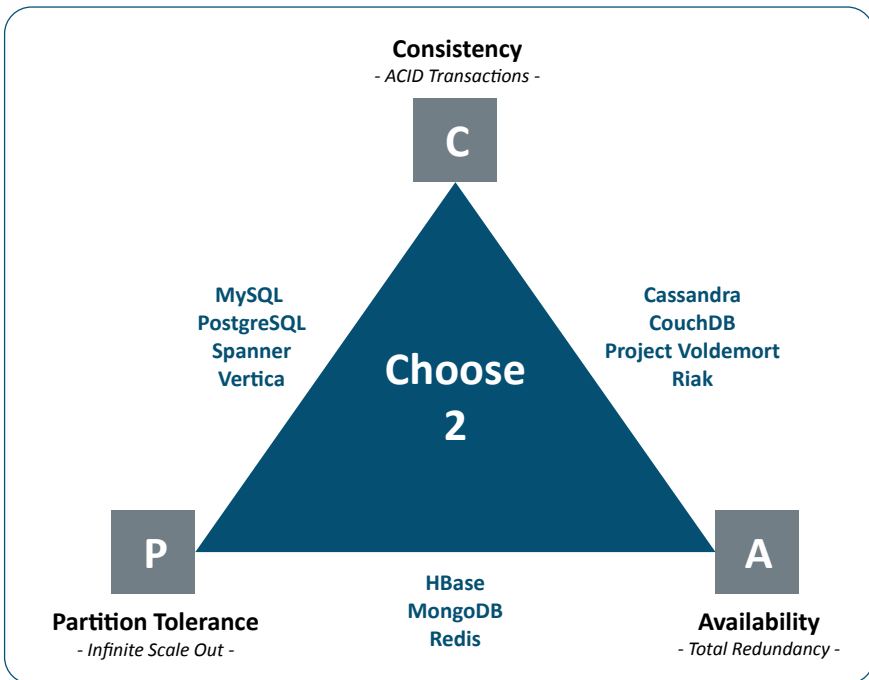 Consistency
- ACID Transactions -
C
MySQL
PostgreSQL
Spanner
Vertica
Cassandra
CouchDB
Project Voldemort
Riak
Choose
2
P
Partition Tolerance
- Infinite Scale Out -
HBase
MongoDB
Redis
A
Availability
- Total Redundancy -